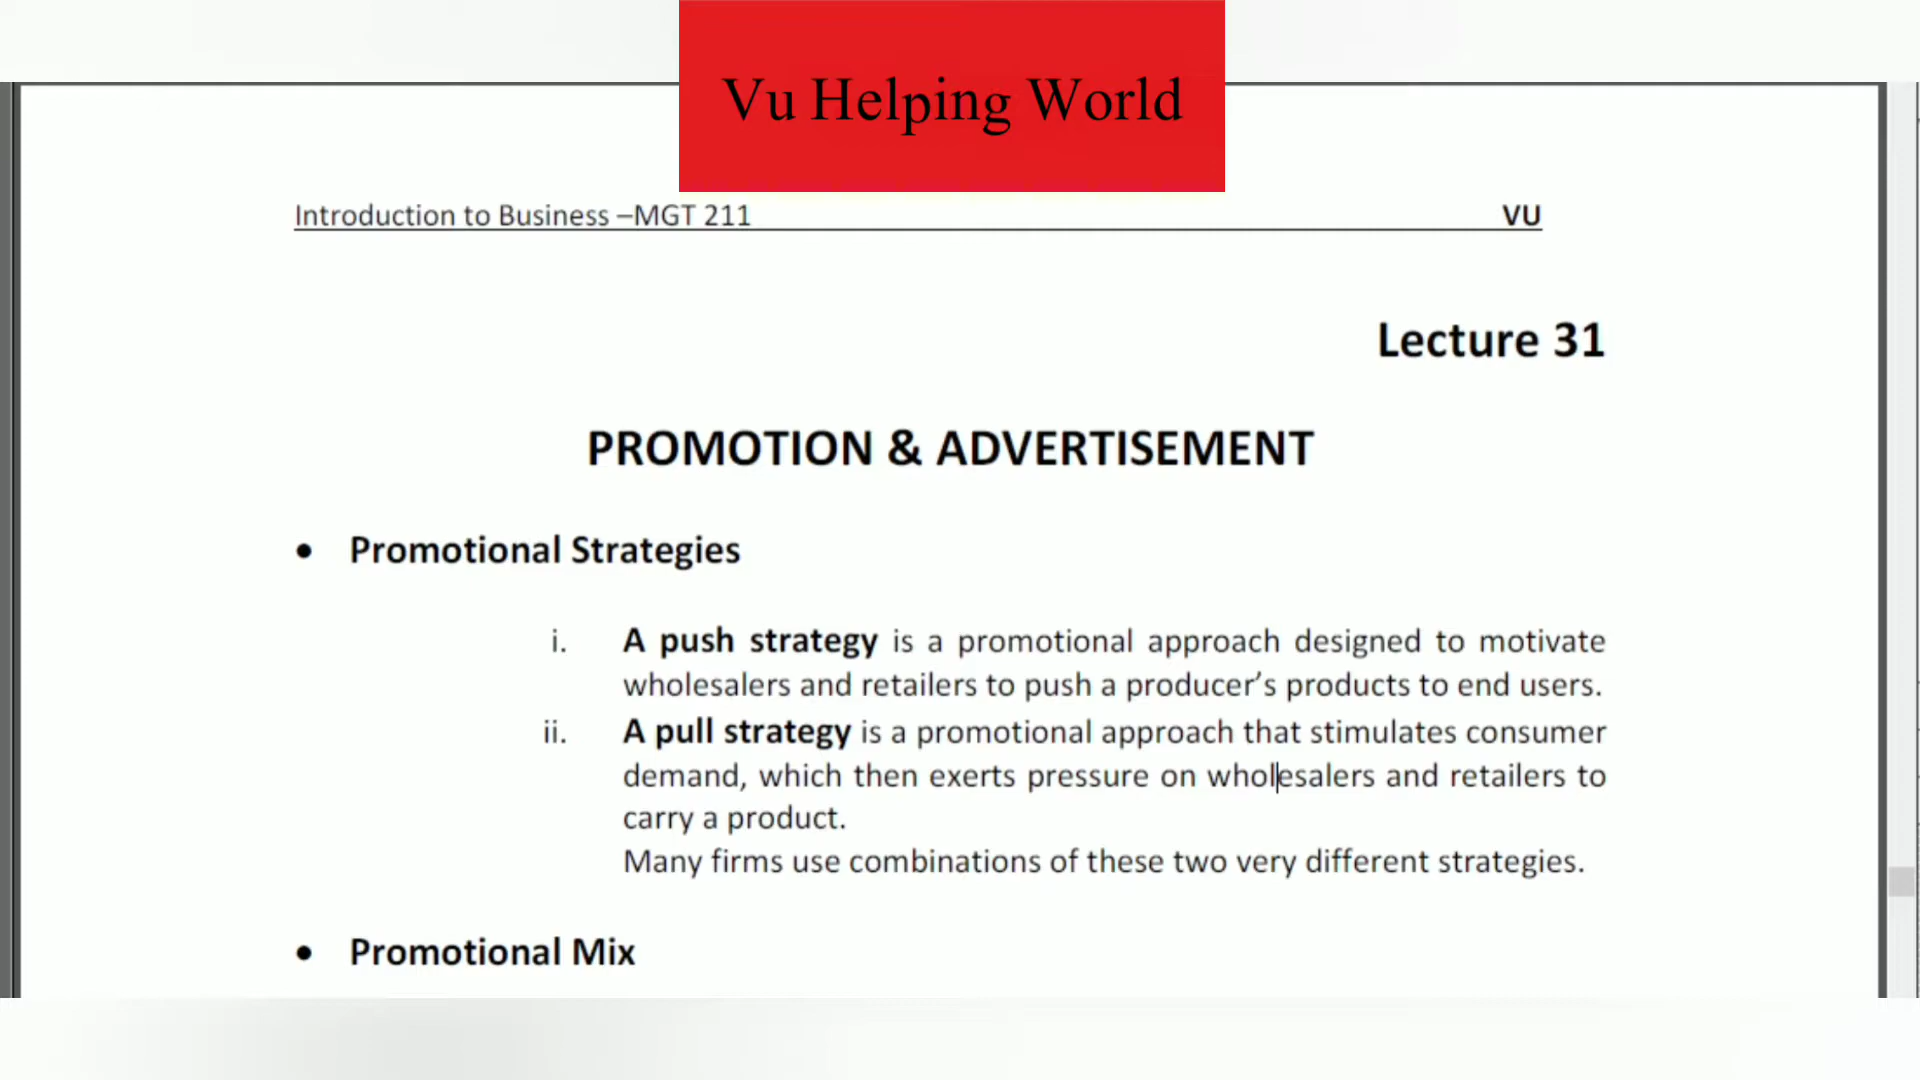 Vu Helping World
Introduction to Business –MGT 211 VU
Lecture 31
PROMOTION & ADVERTISEMENT
• Promotional Strategies
i. A push strategy is a promotional approach designed to motivate
wholesalers and retailers to push a producer’s products to end users.
ii. A pull strategy is a promotional approach that stimulates consumer
demand, which then exerts pressure on wholesalers and retailers to
carry a product.
Many firms use combinations of these two very different strategies.
• Promotional Mix